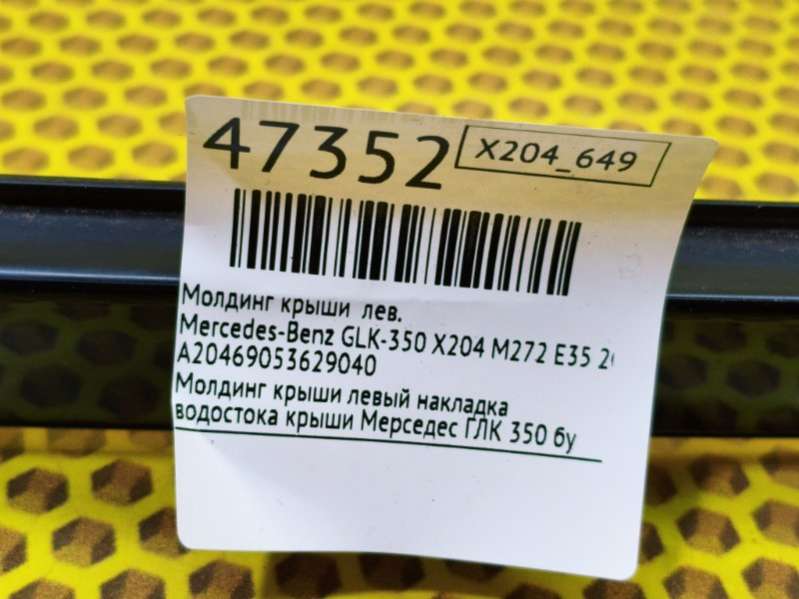 47352 X204_649
Молдинг крыши лев.
Mercedes-Benz GLK-350 X204 M272 E35
A20469053629040
Молдинг крыши левый накладка
водостока крыши Мерседес ГЛК 350 бу